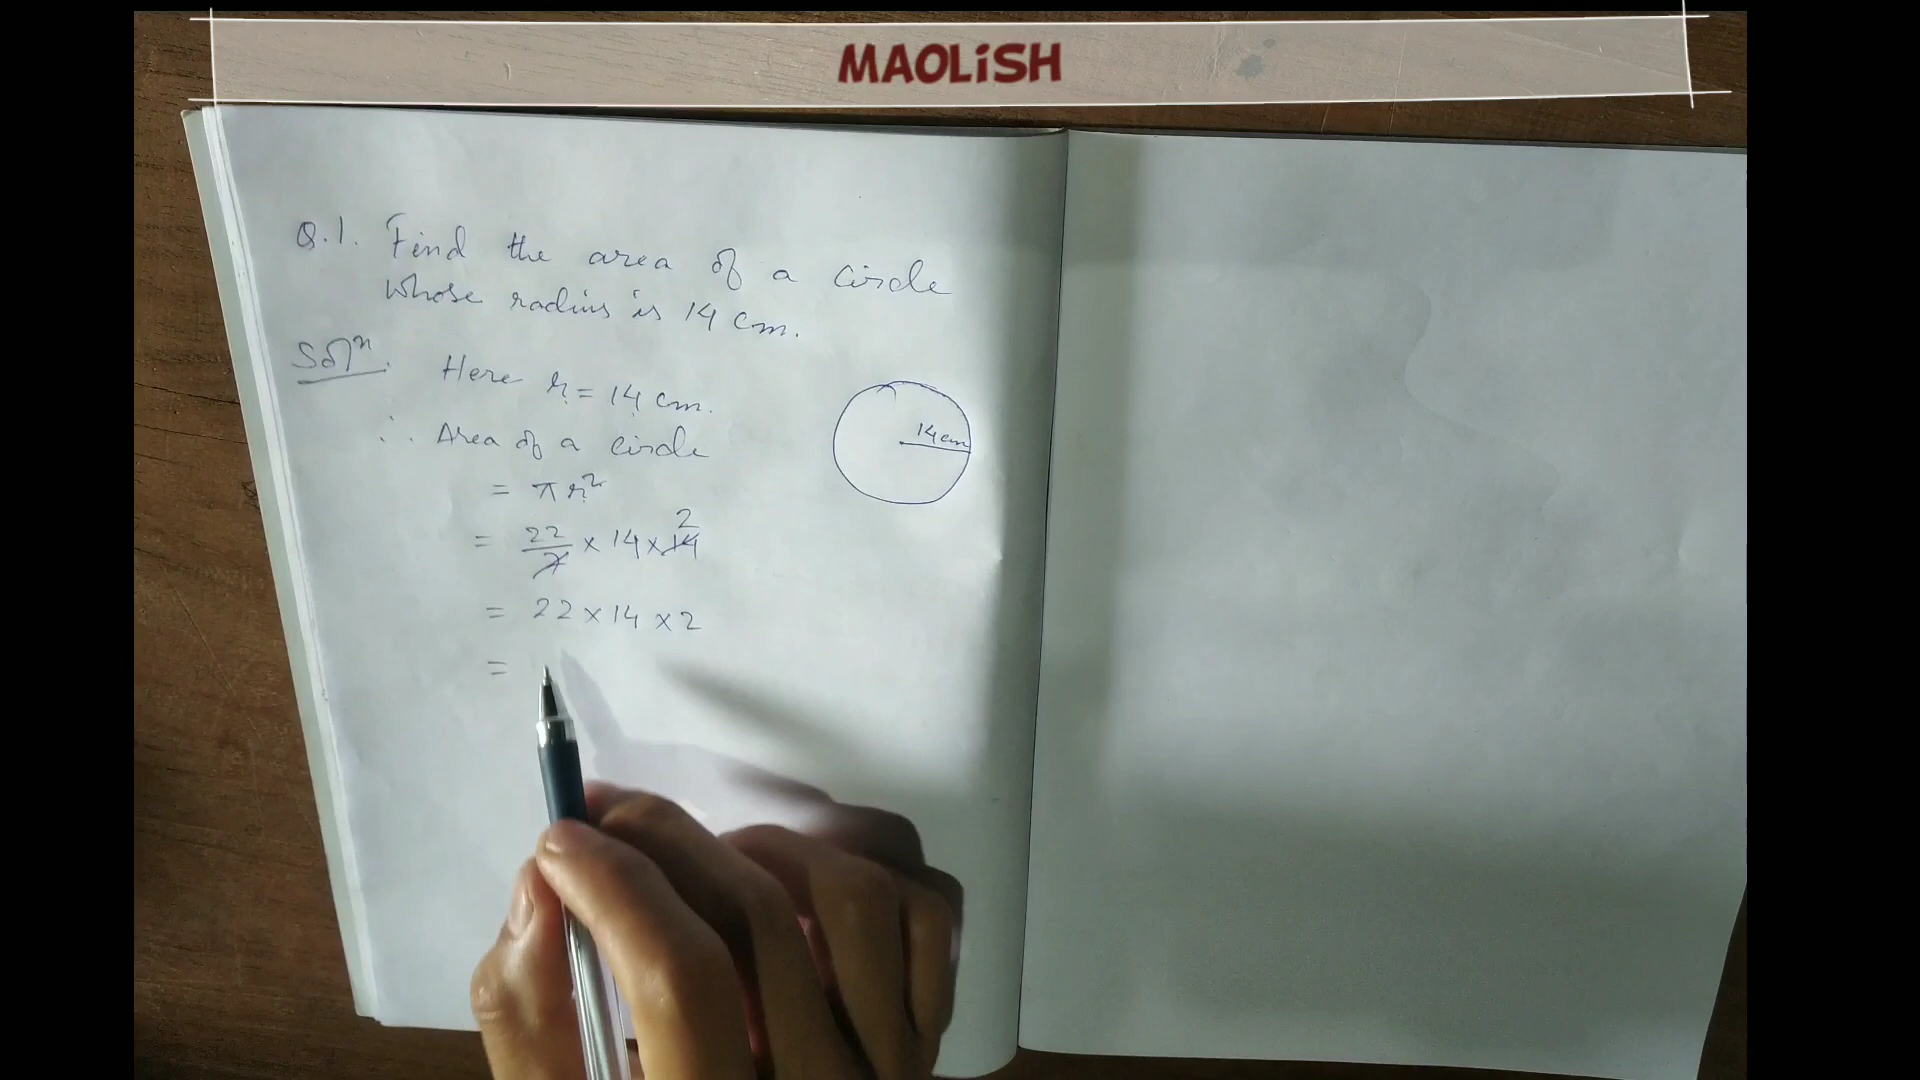 MAOLiSH
Q.1. Find the area of a circle
whose radius is 14 cm.
Solⁿ. Here r = 14 cm.
∴ Area of a circle
= πr²
= 22/7 × 14 × 14 2
= 22 × 14 × 2
=
14cm